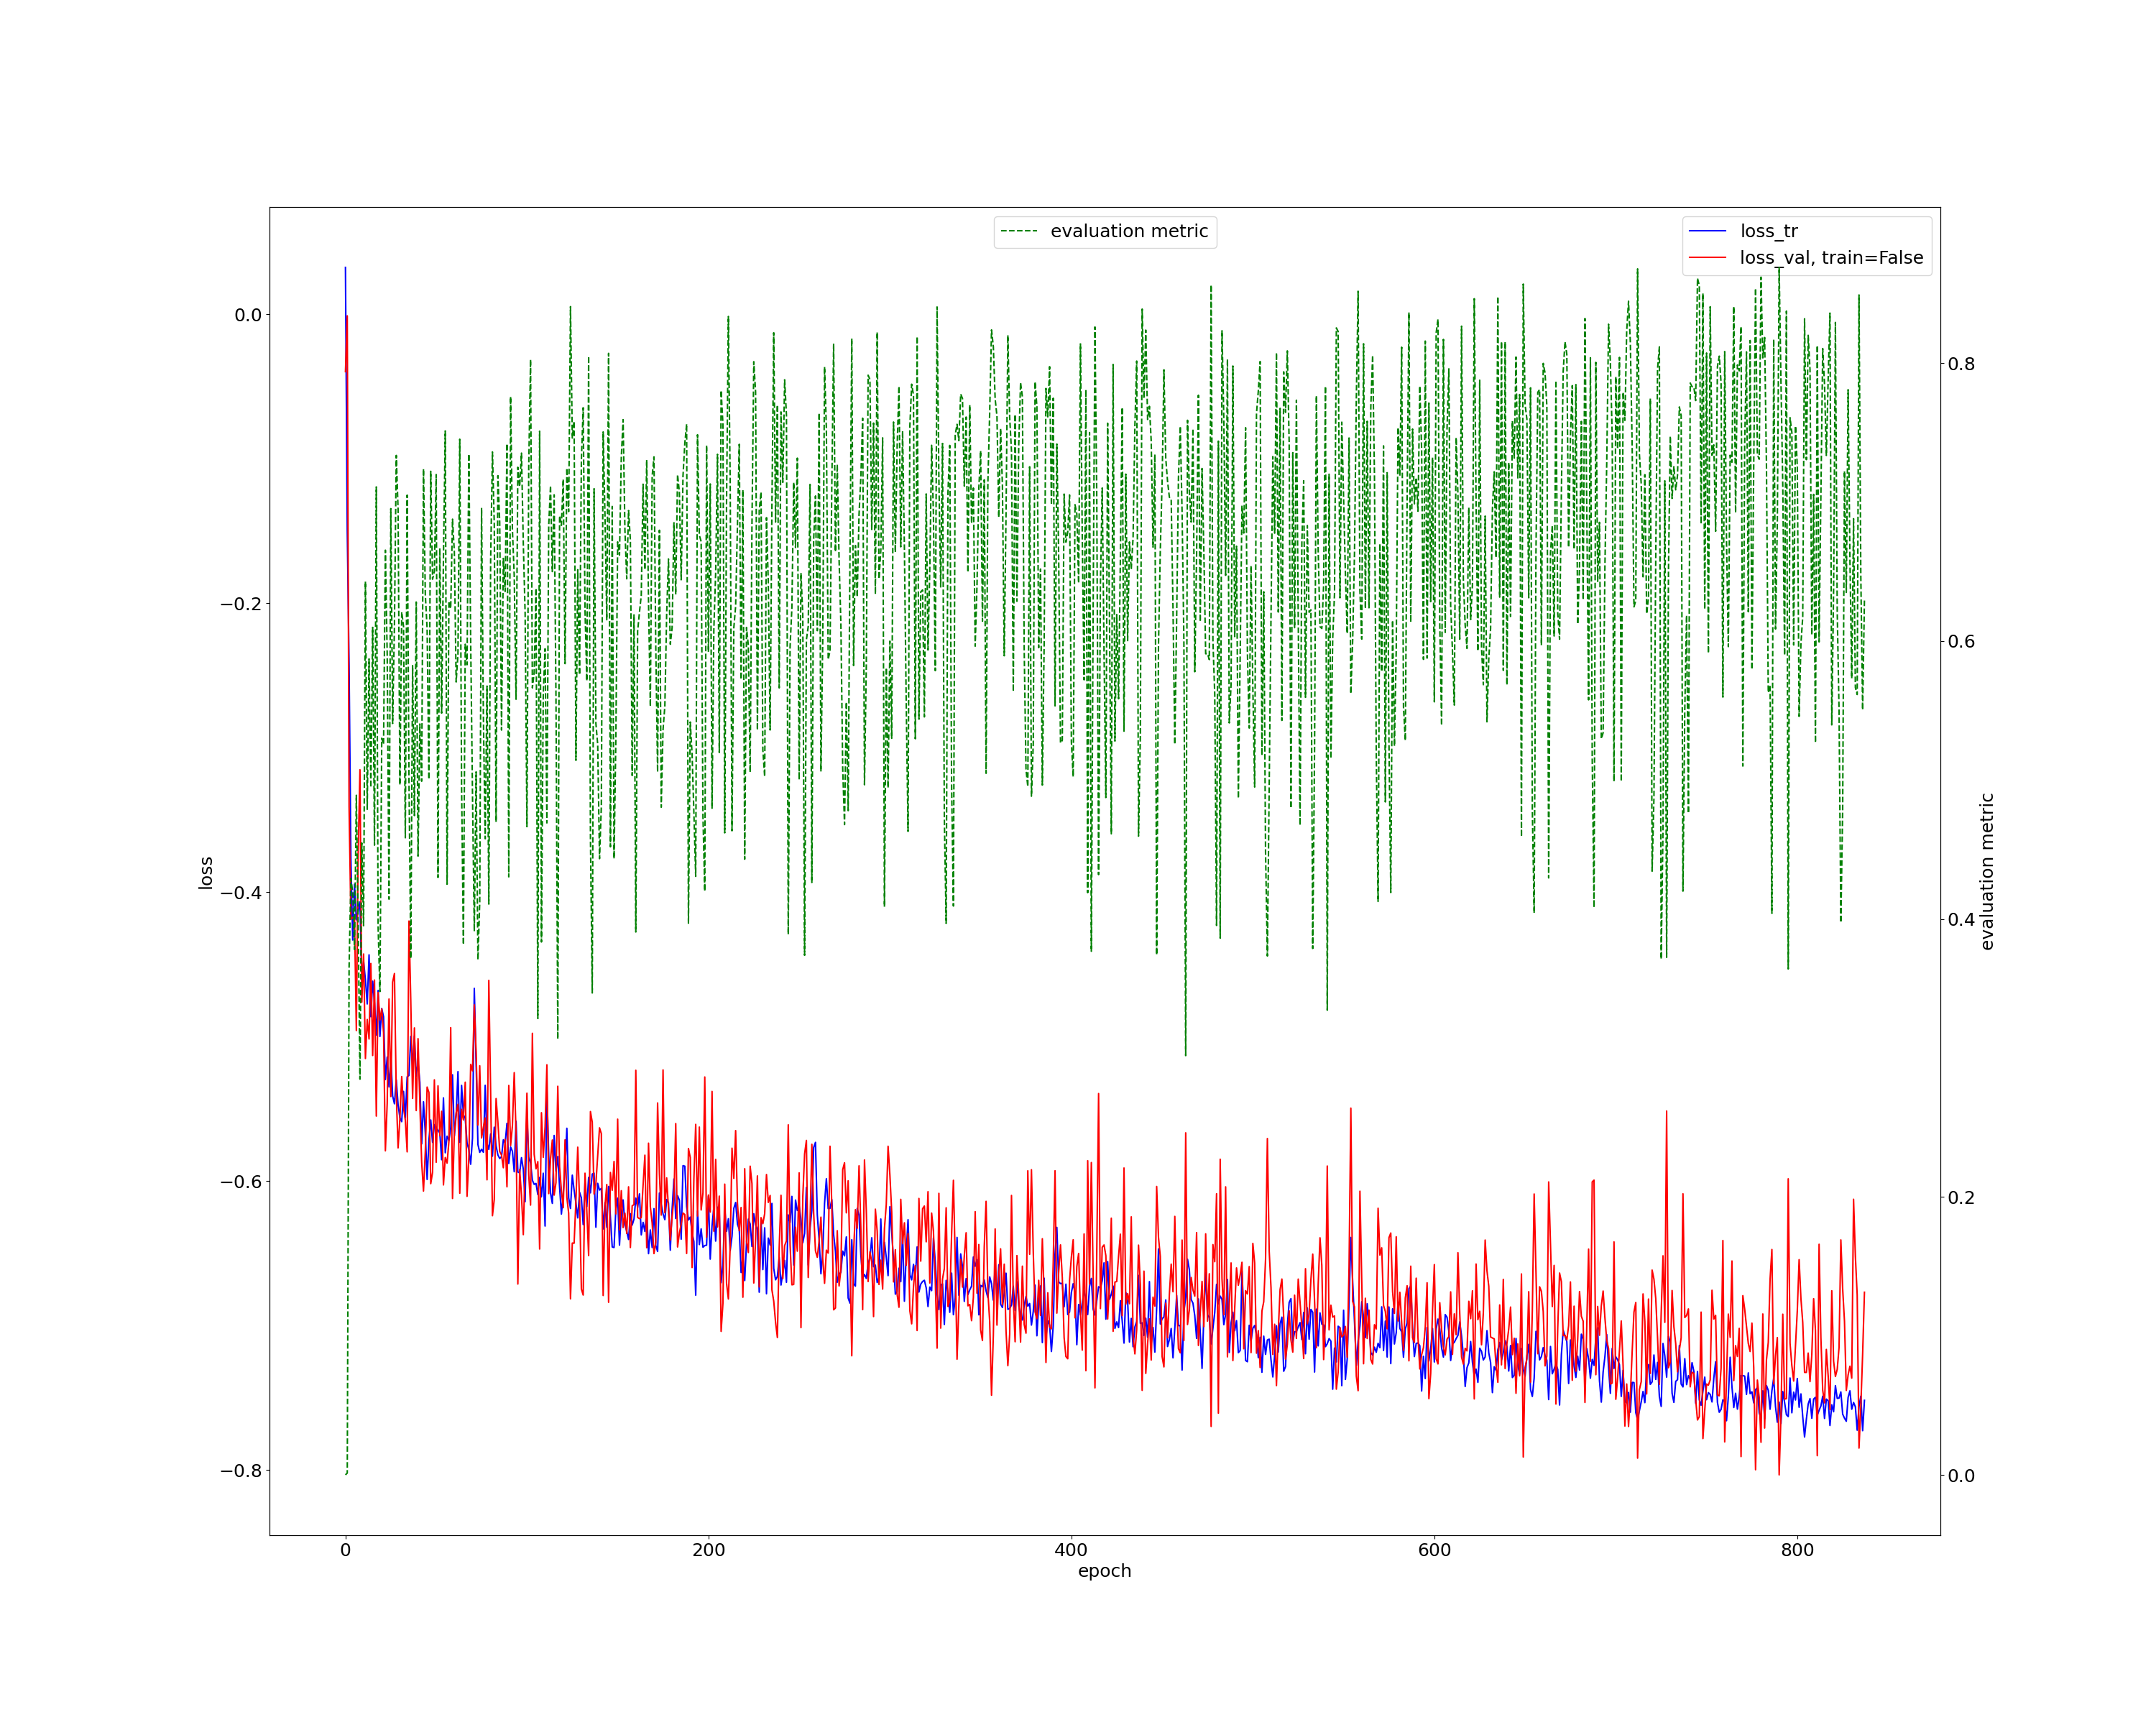 evaluation metric
loss_tr
loss_val, train=False
0.0
−0.2
−0.4
−0.6
−0.8
loss
0.8
0.6
0.4
0.2
0.0
evaluation metric
0
200
400
600
800
epoch